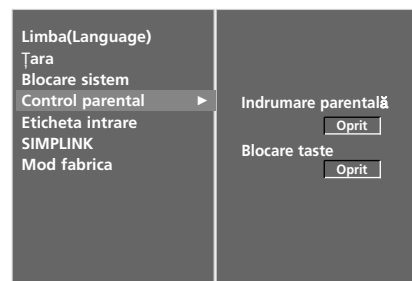 Limba(Language)
Țara
Blocare sistem
Control parental ►
Eticheta intrare
SIMPLINK
Mod fabrica
Indrumare parentală
Oprit
Blocare taste
Oprit